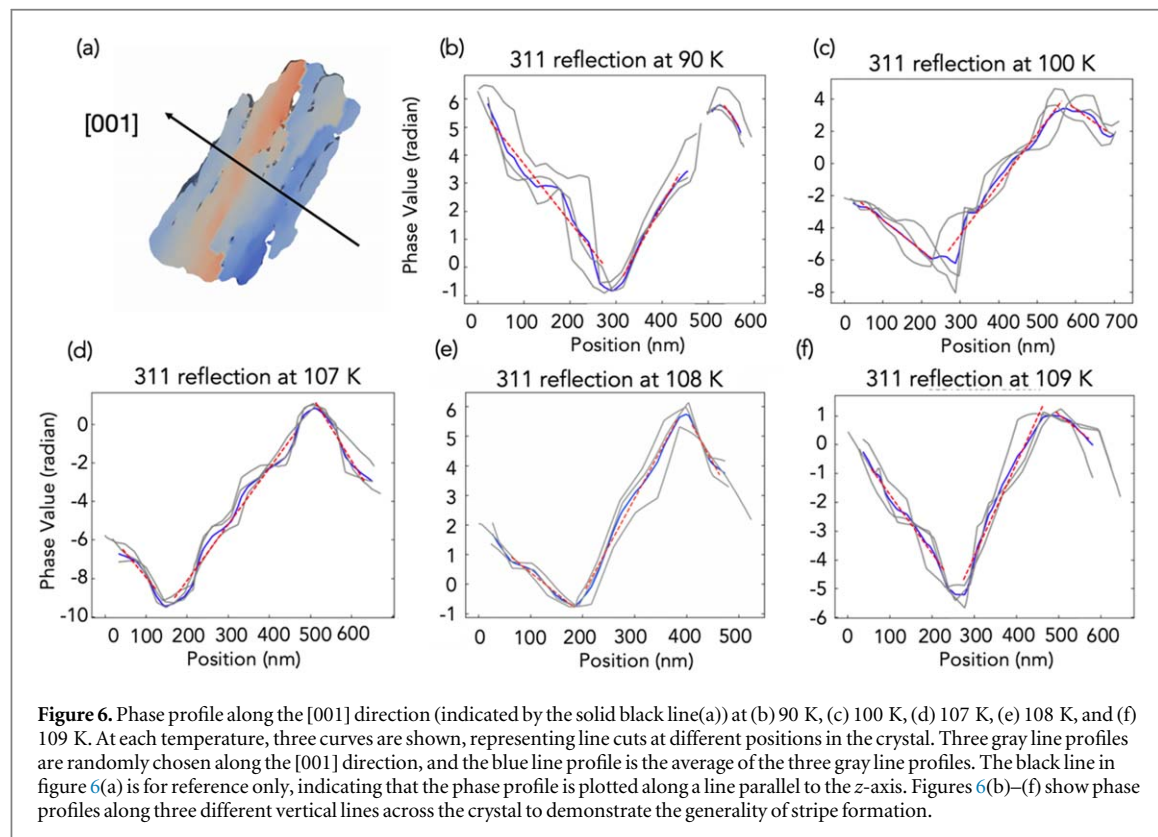 (a)
[001]
(b)
311 reflection at 90 K
Phase Value (radian)
6
5
4
3
2
1
0
-1
0 100 200 300 400 500 600
Position (nm)
(c)
311 reflection at 100 K
4
2
0
-2
-4
-6
-8
0 100 200 300 400 500 600 700
Position (nm)
(d)
311 reflection at 107 K
Phase Value (radian)
0
-2
-4
-6
-8
-10
0 100 200 300 400 500 600
Position (nm)
(e)
311 reflection at 108 K
6
5
4
3
2
1
0
-1
0 100 200 300 400 500
Position (nm)
(f)
311 reflection at 109 K
1
0
-1
-2
-3
-4
-5
-6
0 100 200 300 400 500 600 700
Position (nm)
Figure 6. Phase profile along the [001] direction (indicated by the solid black line(a)) at (b) 90 K, (c) 100 K, (d) 107 K, (e) 108 K, and (f)
109 K. At each temperature, three curves are shown, representing line cuts at different positions in the crystal. Three gray line profiles
are randomly chosen along the [001] direction, and the blue line profile is the average of the three gray line profiles. The black line in
figure 6(a) is for reference only, indicating that the phase profile is plotted along a line parallel to the z-axis. Figures 6(b)–(f) show phase
profiles along three different vertical lines across the crystal to demonstrate the generality of stripe formation.